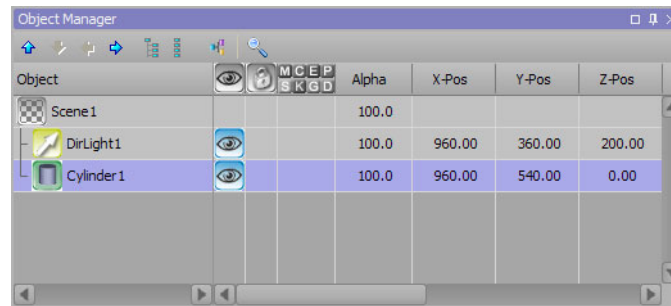 Object Manager
Object M C E P S K G D Alpha X-Pos Y-Pos Z-Pos
Scene1 100.0
DirLight1 100.0 960.00 360.00 200.00
Cylinder1 100.0 960.00 540.00 0.00